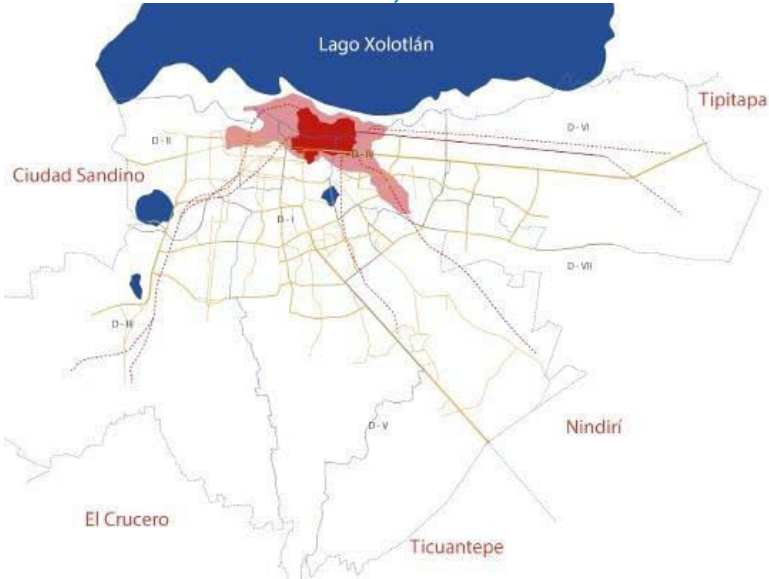 Lago Xolotlán
Tipitapa
D - VI
D - II
D - IV
Ciudad Sandino
D - I
D - VII
D - III
D - V
Nindirí
El Crucero
Ticuantepe